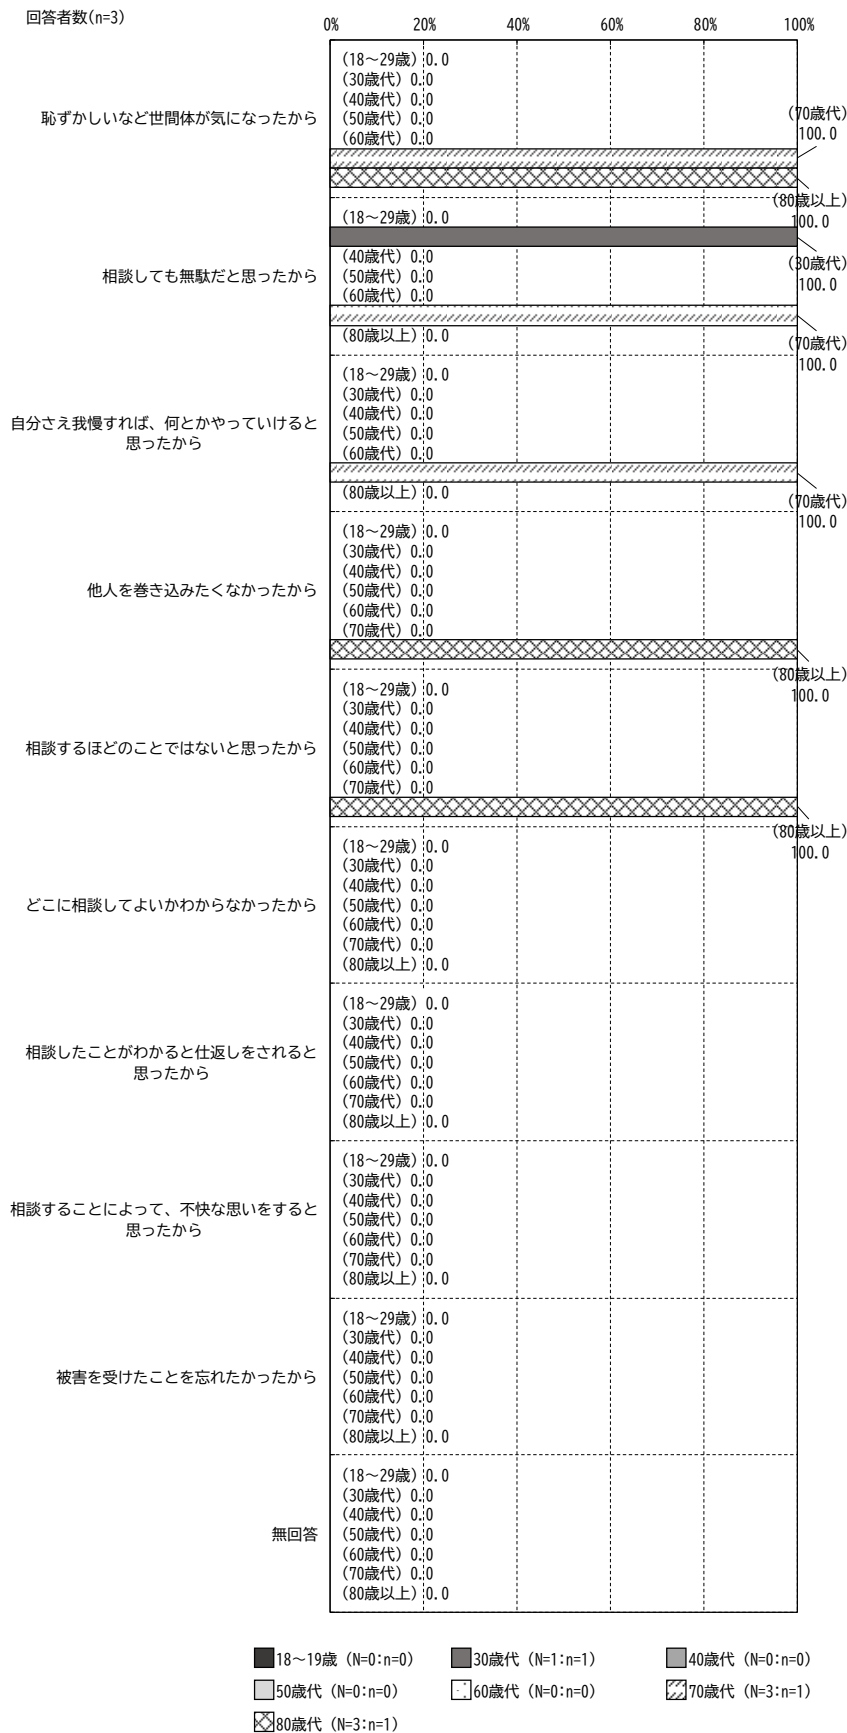 回答者数(n=3)
0% 20% 40% 60% 80% 100%
恥ずかしいなど世間体が気になったから
(18～29歳) 0.0
(30歳代) 0.0
(40歳代) 0.0
(50歳代) 0.0
(60歳代) 0.0
(70歳代)
100.0
(80歳以上)
100.0
相談しても無駄だと思ったから
(18～29歳) 0.0
(30歳代)
100.0
(40歳代) 0.0
(50歳代) 0.0
(60歳代) 0.0
(70歳代)
100.0
(80歳以上) 0.0
自分さえ我慢すれば、何とかやっていけると
思ったから
(18～29歳) 0.0
(30歳代) 0.0
(40歳代) 0.0
(50歳代) 0.0
(60歳代) 0.0
(70歳代)
100.0
(80歳以上) 0.0
他人を巻き込みたくなかったから
(18～29歳) 0.0
(30歳代) 0.0
(40歳代) 0.0
(50歳代) 0.0
(60歳代) 0.0
(70歳代) 0.0
(80歳以上)
100.0
相談するほどのことではないと思ったから
(18～29歳) 0.0
(30歳代) 0.0
(40歳代) 0.0
(50歳代) 0.0
(60歳代) 0.0
(70歳代) 0.0
(80歳以上)
100.0
どこに相談してよいかわからなかったから
(18～29歳) 0.0
(30歳代) 0.0
(40歳代) 0.0
(50歳代) 0.0
(60歳代) 0.0
(70歳代) 0.0
(80歳以上) 0.0
相談したことがわかると仕返しをされると
思ったから
(18～29歳) 0.0
(30歳代) 0.0
(40歳代) 0.0
(50歳代) 0.0
(60歳代) 0.0
(70歳代) 0.0
(80歳以上) 0.0
相談することによって、不快な思いをすると
思ったから
(18～29歳) 0.0
(30歳代) 0.0
(40歳代) 0.0
(50歳代) 0.0
(60歳代) 0.0
(70歳代) 0.0
(80歳以上) 0.0
被害を受けたことを忘れたかったから
(18～29歳) 0.0
(30歳代) 0.0
(40歳代) 0.0
(50歳代) 0.0
(60歳代) 0.0
(70歳代) 0.0
(80歳以上) 0.0
無回答
(18～29歳) 0.0
(30歳代) 0.0
(40歳代) 0.0
(50歳代) 0.0
(60歳代) 0.0
(70歳代) 0.0
(80歳以上) 0.0
18～19歳 (N=0:n=0) 30歳代 (N=1:n=1) 40歳代 (N=0:n=0)
50歳代 (N=0:n=0) 60歳代 (N=0:n=0) 70歳代 (N=3:n=1)
80歳代 (N=3:n=1)